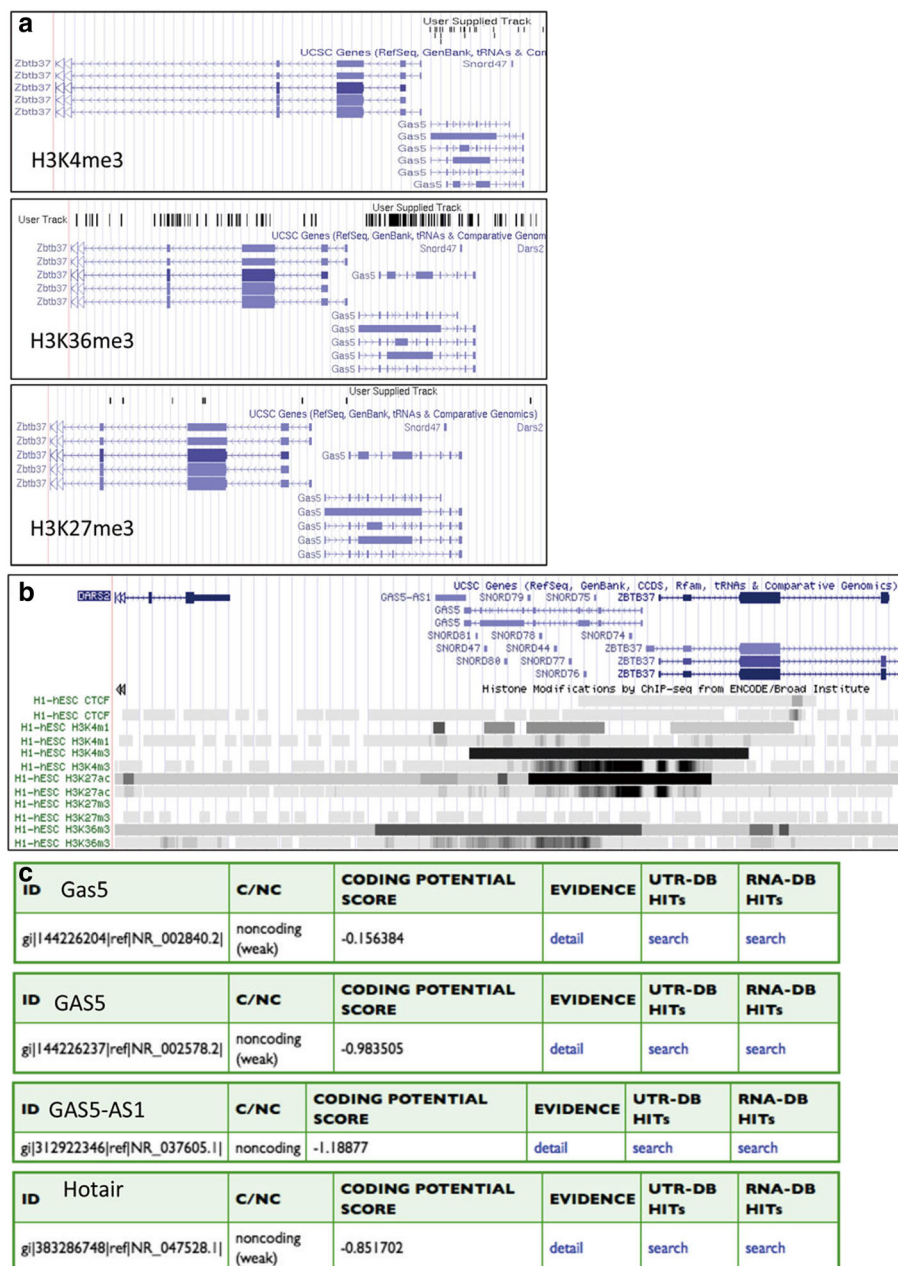 a
User Supplied Track
UCSC Genes (RefSeq, GenBank, tRNAs & Com
Zbtb37
Snord47
Zbtb37
Zbtb37
Zbtb37
Zbtb37
Gas5
Gas5
Gas5
Gas5
Gas5
Gas5
H3K4me3
User Supplied Track
User Track
UCSC Genes (RefSeq, GenBank, tRNAs & Comparative Genom
Zbtb37
Snord47
Dars2
Zbtb37
Zbtb37
Gas5
Zbtb37
Zbtb37
Gas5
Gas5
Gas5
Gas5
Gas5
H3K36me3
User Supplied Track
UCSC Genes (RefSeq, GenBank, tRNAs & Comparative Genomics)
Zbtb37
Snord47
Dars2
Zbtb37
Zbtb37
Gas5
Zbtb37
Zbtb37
Gas5
Gas5
Gas5
Gas5
Gas5
H3K27me3
b
UCSC Genes (RefSeq, GenBank, CCDS, Rfam, tRNAs & Comparative Genomics)
DARS2
GAS5-AS1 SNORD79 SNORD75 ZBTB37
GAS5
GAS5
SNORD81 SNORD78 SNORD74
SNORD47 SNORD44 ZBTB37
SNORD80 SNORD77 ZBTB37
SNORD76 ZBTB37
Histone Modifications by ChIP-seq from ENCODE/Broad Institute
H1-hESC CTCF
H1-hESC CTCF
H1-hESC H3K4m1
H1-hESC H3K4m1
H1-hESC H3K4m3
H1-hESC H3K4m3
H1-hESC H3K27ac
H1-hESC H3K27ac
H1-hESC H3K27m3
H1-hESC H3K27m3
H1-hESC H3K36m3
H1-hESC H3K36m3
c
ID Gas5 C/NC CODING POTENTIAL SCORE EVIDENCE UTR-DB HITs RNA-DB HITs
gi|144226204|ref|NR_002840.2| noncoding (weak) -0.156384 detail search search
ID GAS5 C/NC CODING POTENTIAL SCORE EVIDENCE UTR-DB HITs RNA-DB HITs
gi|144226237|ref|NR_002578.2| noncoding (weak) -0.983505 detail search search
ID GAS5-AS1 C/NC CODING POTENTIAL SCORE EVIDENCE UTR-DB HITs RNA-DB HITs
gi|312922346|ref|NR_037605.1| noncoding -1.18877 detail search search
ID Hotair C/NC CODING POTENTIAL SCORE EVIDENCE UTR-DB HITs RNA-DB HITs
gi|383286748|ref|NR_047528.1| noncoding (weak) -0.851702 detail search search